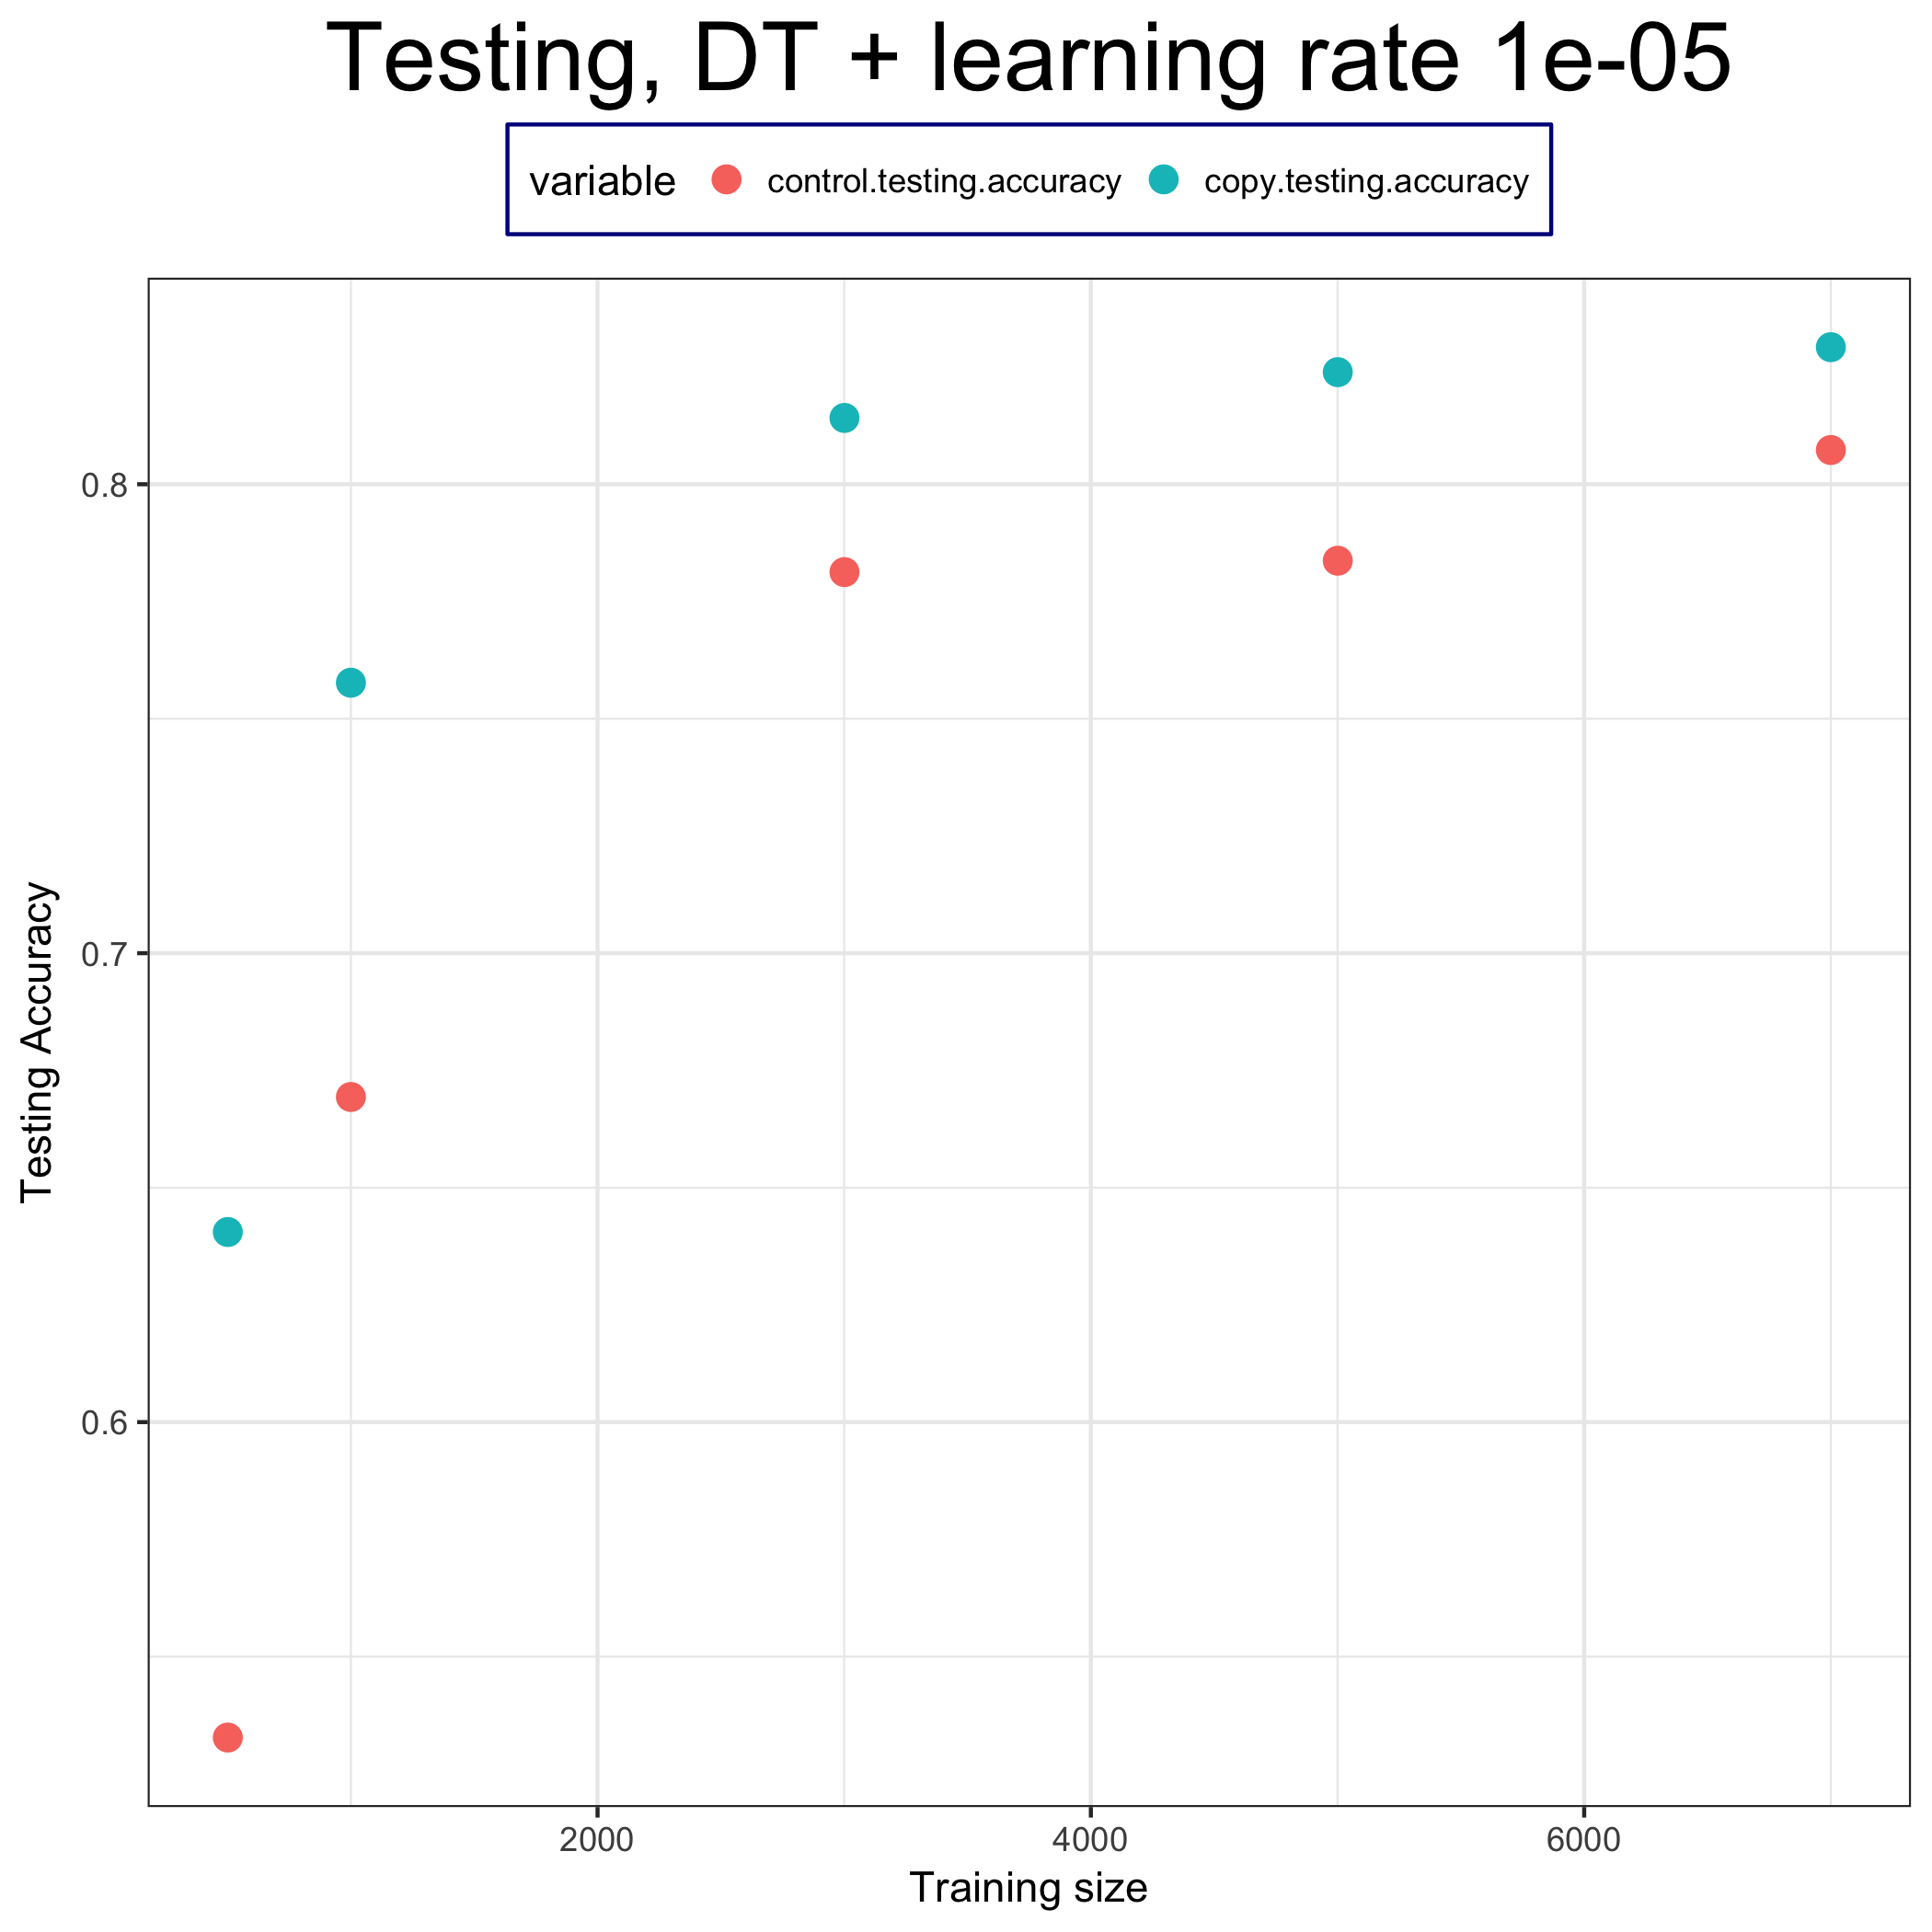 Testing, DT + learning rate 1e-05
variable control.testing.accuracy copy.testing.accuracy
0.8
0.7
0.6
Testing Accuracy
2000 4000 6000
Training size